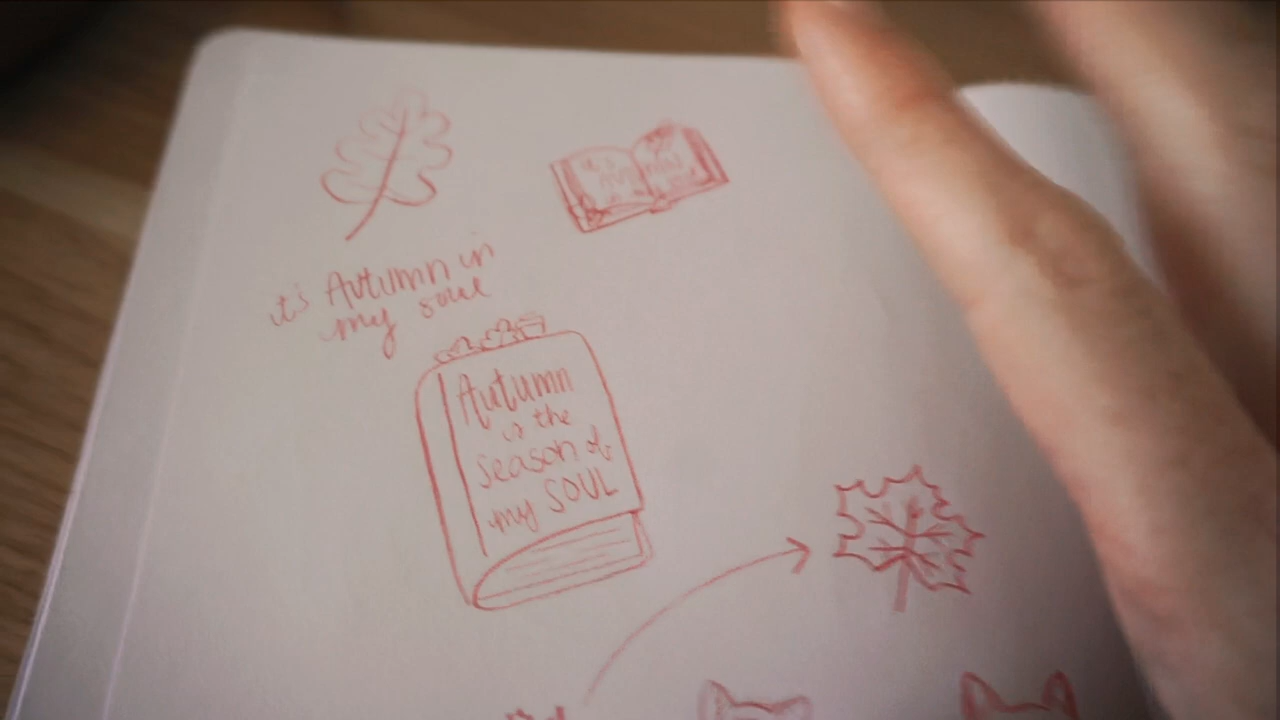 it's Autumn in
my soul
Autumn
is the
season of
my SOUL